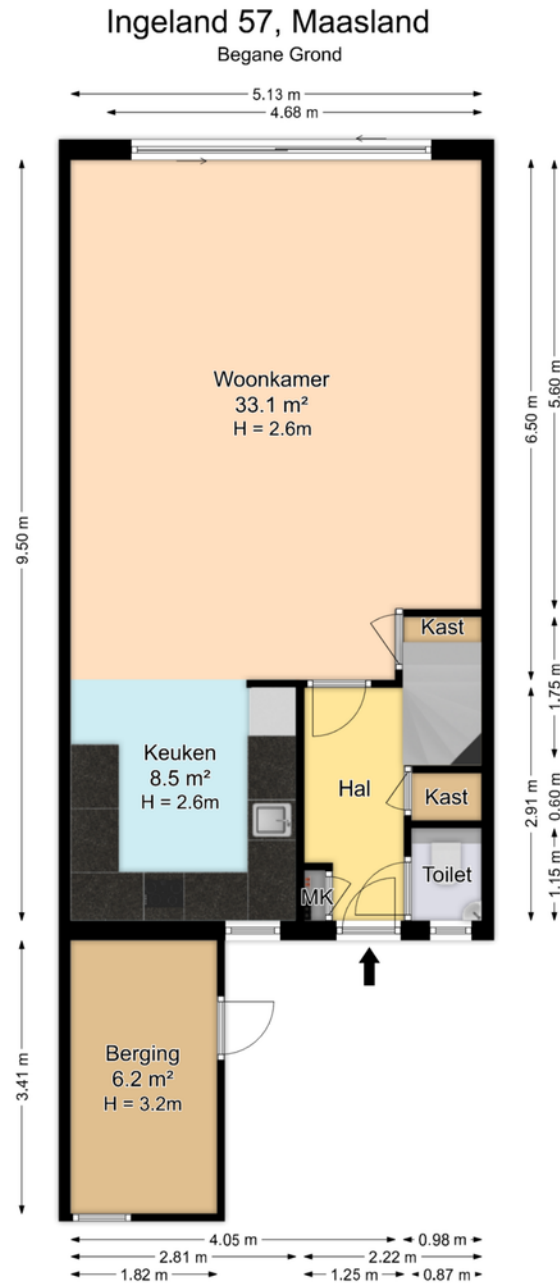 Ingeland 57, Maasland
Begane Grond
5.13 m
4.68 m
Woonkamer
33.1 m²
H = 2.6m
9.50 m
6.50 m
5.60 m
Kast
1.75 m
Keuken
8.5 m²
H = 2.6m
Hal
Kast
2.91 m
0.60 m
MK
Toilet
1.15 m
Berging
6.2 m²
H = 3.2m
3.41 m
4.05 m
0.98 m
2.81 m
2.22 m
1.82 m
1.25 m
0.87 m